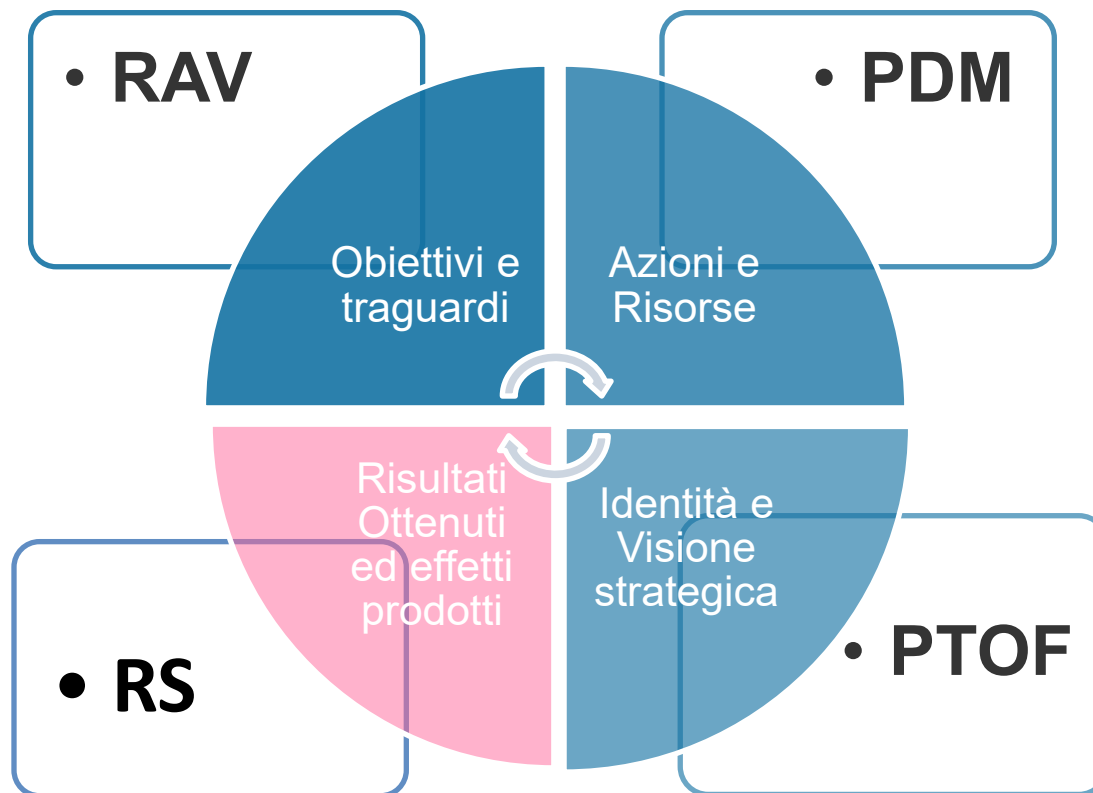 • RAV
• PDM
Obiettivi e
traguardi
Azioni e
Risorse
Risultati
Ottenuti
ed effetti
prodotti
Identità e
Visione
strategica
• RS
• PTOF